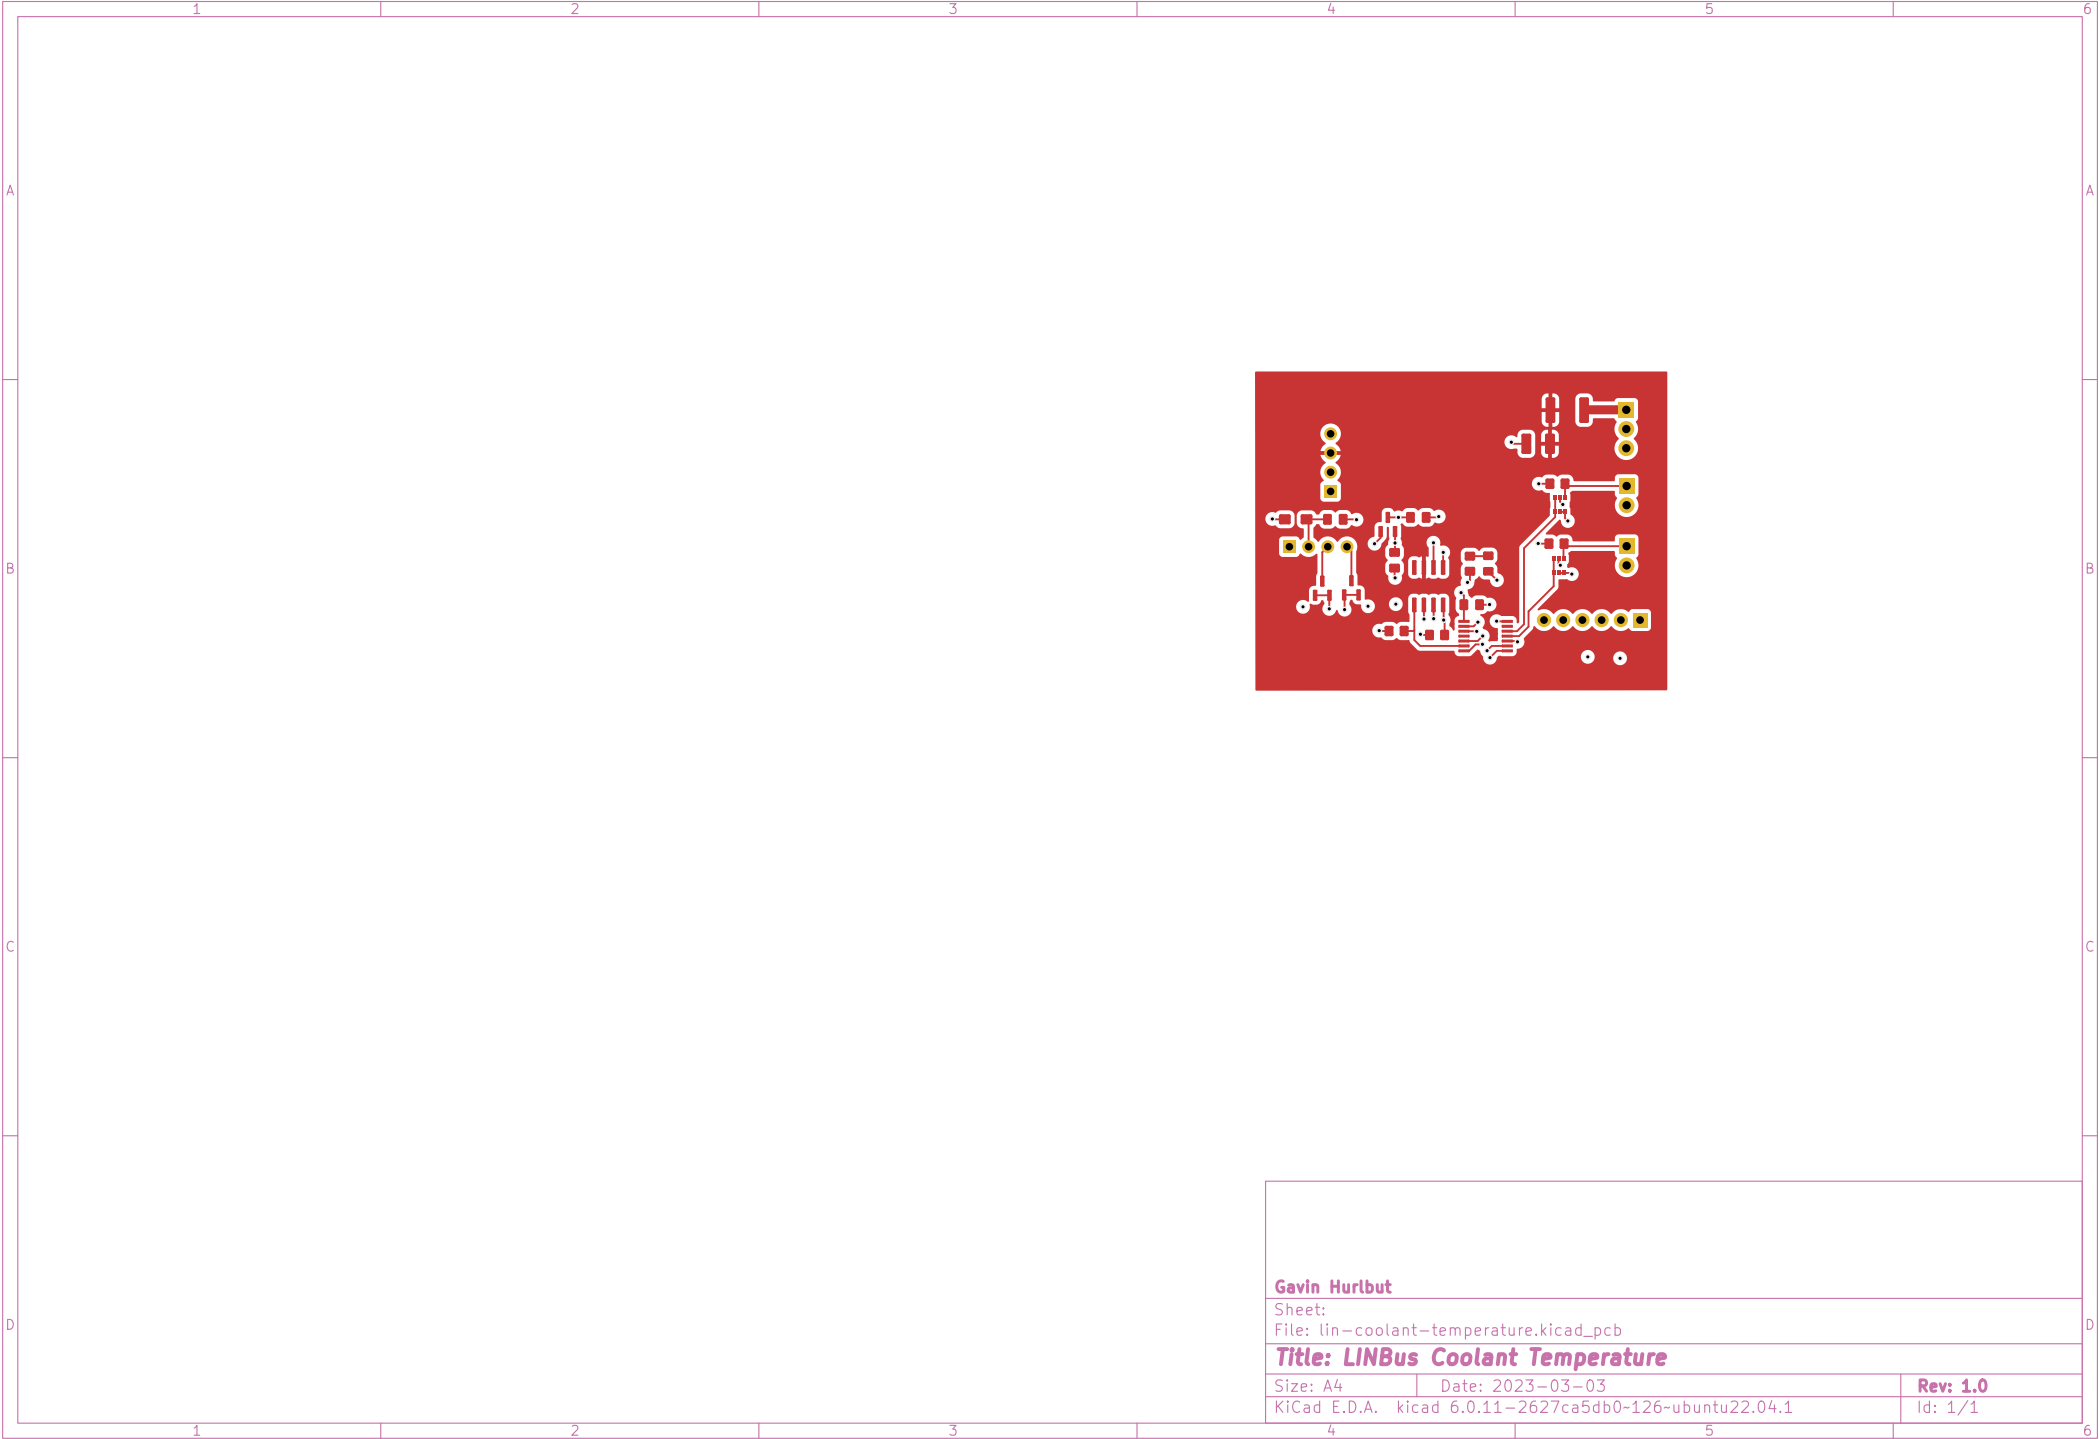 1 2 3 4 5 6
A A
B B
C C
D D
Gavin Hurlbut
Sheet:
File: lin-coolant-temperature.kicad_pcb
Title: LINBus Coolant Temperature
Size: A4 Date: 2023-03-03 Rev: 1.0
KiCad E.D.A. kicad 6.0.11-2627ca5db0~126~ubuntu22.04.1 Id: 1/1
1 2 3 4 5 6